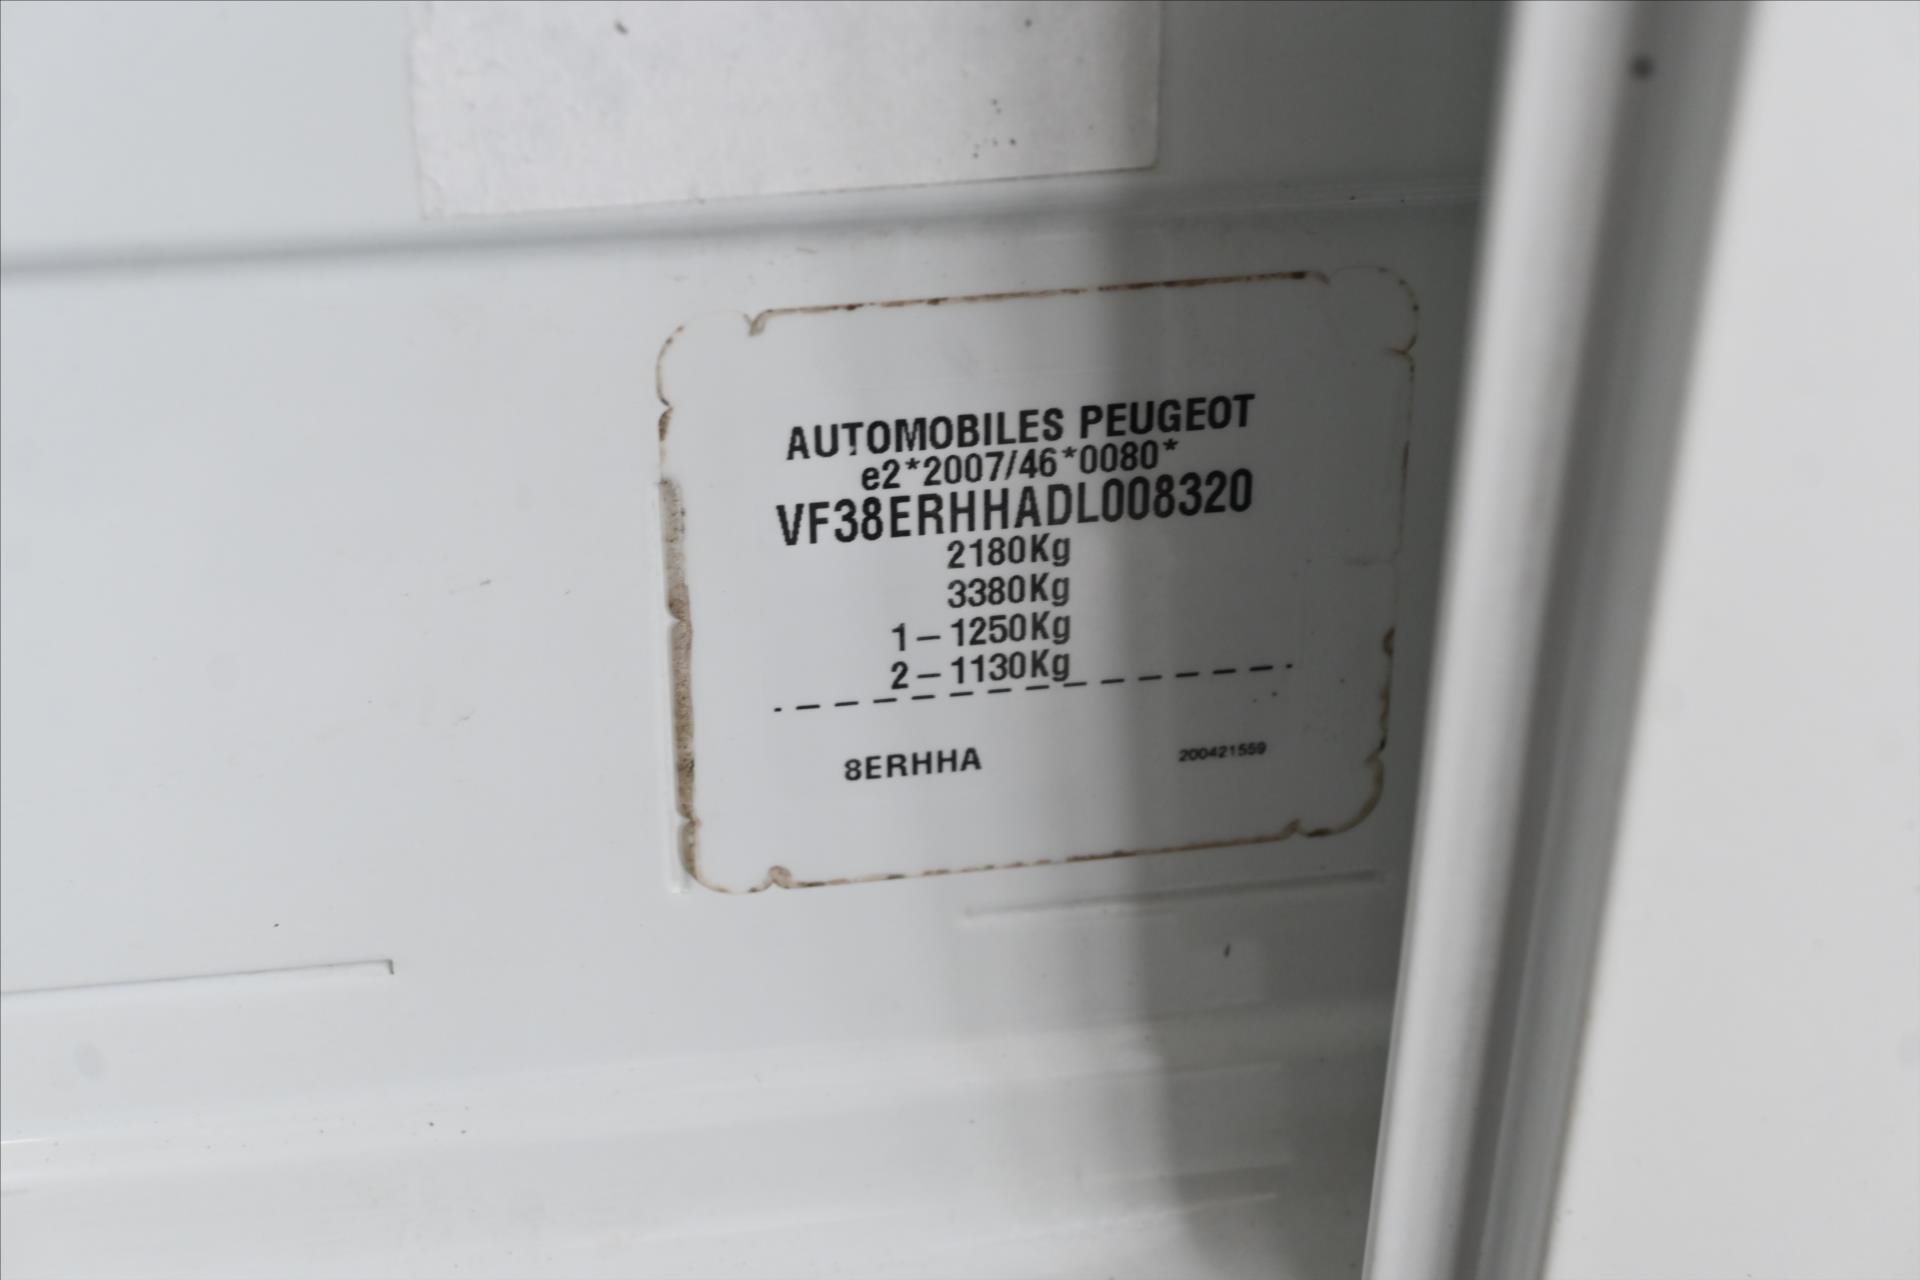 AUTOMOBILES PEUGEOT
e2*2007/46*0080*
VF38ERHHADL008320
2180Kg
3380Kg
1 – 1250Kg
2 – 1130Kg
8ERHHA 200421559